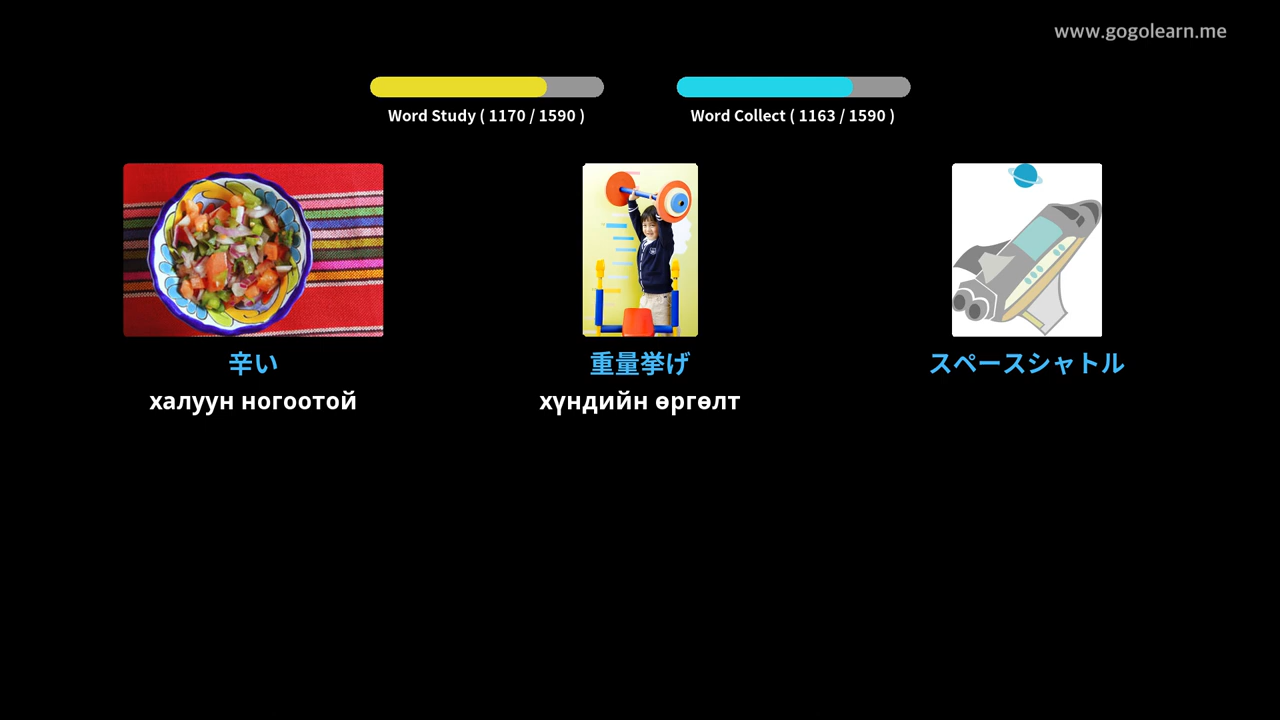 www.gogolearn.me
Word Study ( 1170 / 1590 )
Word Collect ( 1163 / 1590 )
辛い
халуун ногоотой
重量挙げ
хүндийн өргөлт
スペースシャトル